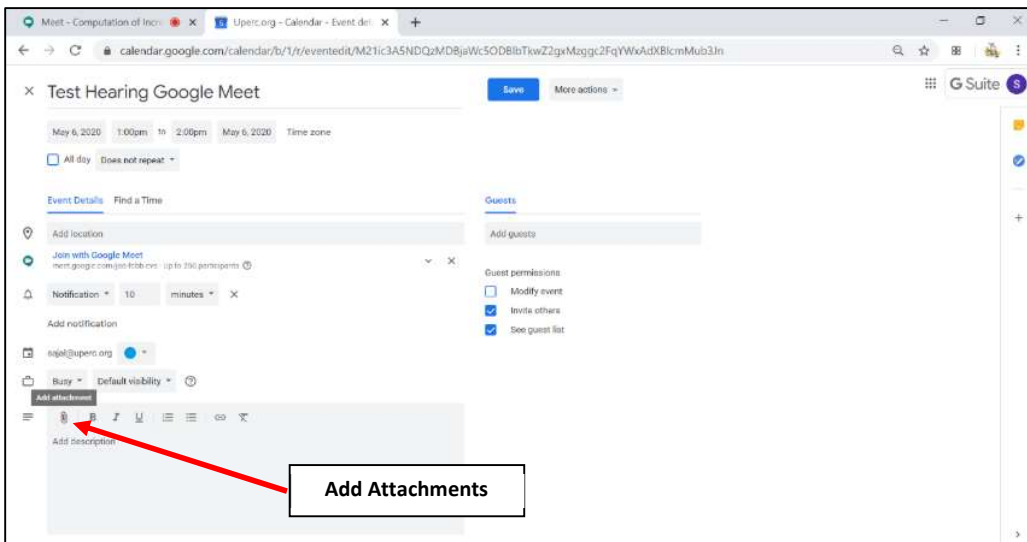 Meet - Computation of Incre
Uperc.org - Calendar - Event det
calendar.google.com/calendar/b/1/r/eventedit/
Test Hearing Google Meet
Save
More actions
G Suite
S
May 6, 2020 1:00pm to 2:00pm May 6, 2020 Time zone
All day Does not repeat
Event Details Find a Time
Guests
Add location
Add guests
Join with Google Meet
up to 250 participants
Guest permissions
Notification 10 minutes
Modify event
Invite others
Add notification
See guest list
sajal@uperc.org
Busy Default visibility
Add attachment
B I U
Add description
Add Attachments